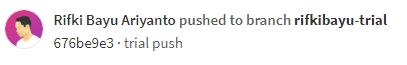 Rifki Bayu Ariyanto pushed to branch rifkibayu-trial
676be9e3 · trial push